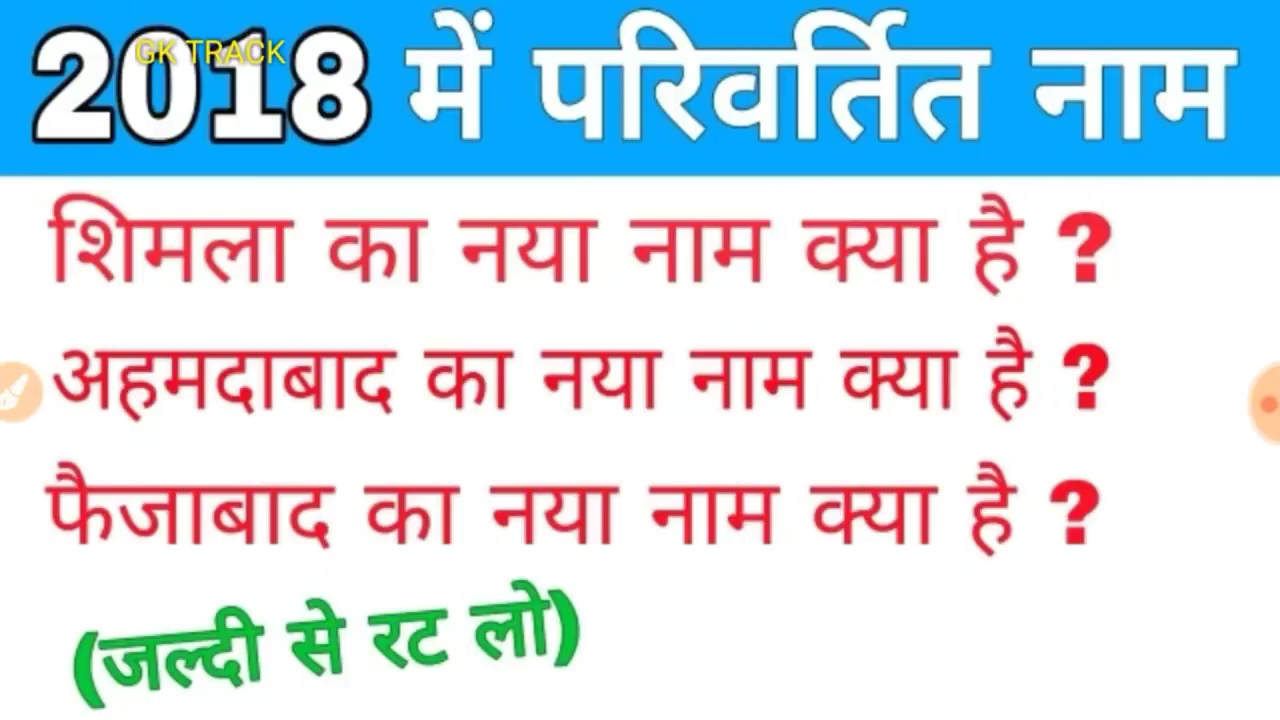 GK TRACK
2018 में परिवर्तित नाम
शिमला का नया नाम क्या है ?
अहमदाबाद का नया नाम क्या है ?
फैजाबाद का नया नाम क्या है ?
(जल्दी से रट लो)